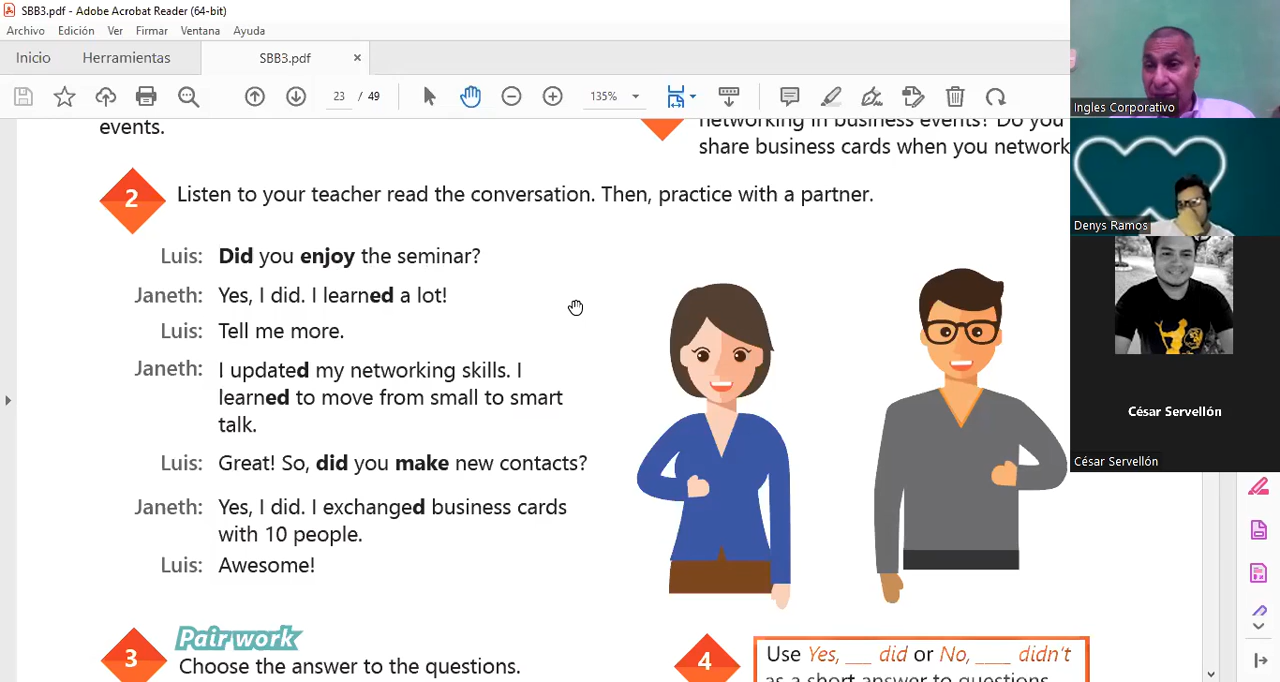 SBB3.pdf - Adobe Acrobat Reader (64-bit)
Archivo Edición Ver Firmar Ventana Ayuda
Inicio Herramientas SBB3.pdf ×
23 / 49 135%
events.
networking in business events? Do you
share business cards when you network
2 Listen to your teacher read the conversation. Then, practice with a partner.
Luis: Did you enjoy the seminar?
Janeth: Yes, I did. I learned a lot!
Luis: Tell me more.
Janeth: I updated my networking skills. I
learned to move from small to smart
talk.
Luis: Great! So, did you make new contacts?
Janeth: Yes, I did. I exchanged business cards
with 10 people.
Luis: Awesome!
3 Pair work
Choose the answer to the questions.
4 Use Yes, ___ did or No, ____ didn't
as a short answer to questions
Ingles Corporativo
Denys Ramos
César Servellón
César Servellón